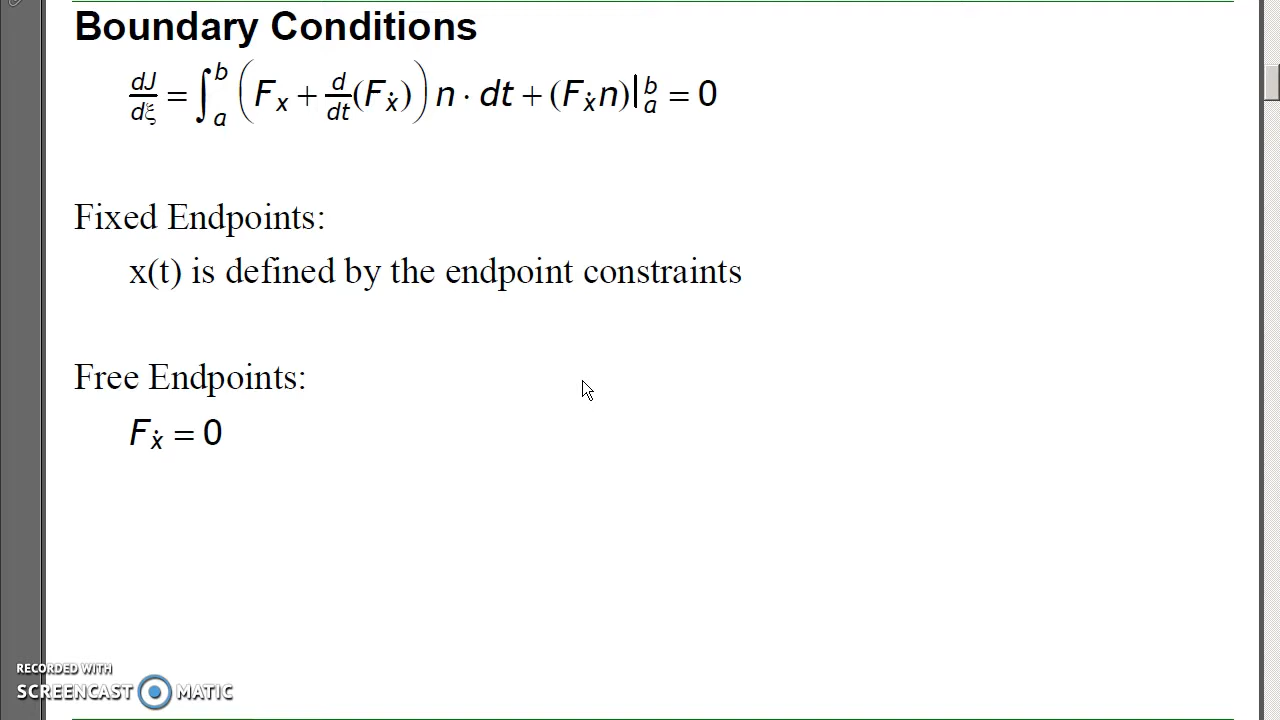 Boundary Conditions
dJ/dξ = ∫_a^b (F_x + d/dt(F_ẋ)) n · dt + (F_ẋ n)|_a^b = 0
Fixed Endpoints:
x(t) is defined by the endpoint constraints
Free Endpoints:
F_ẋ = 0
RECORDED WITH
SCREENCAST MATIC